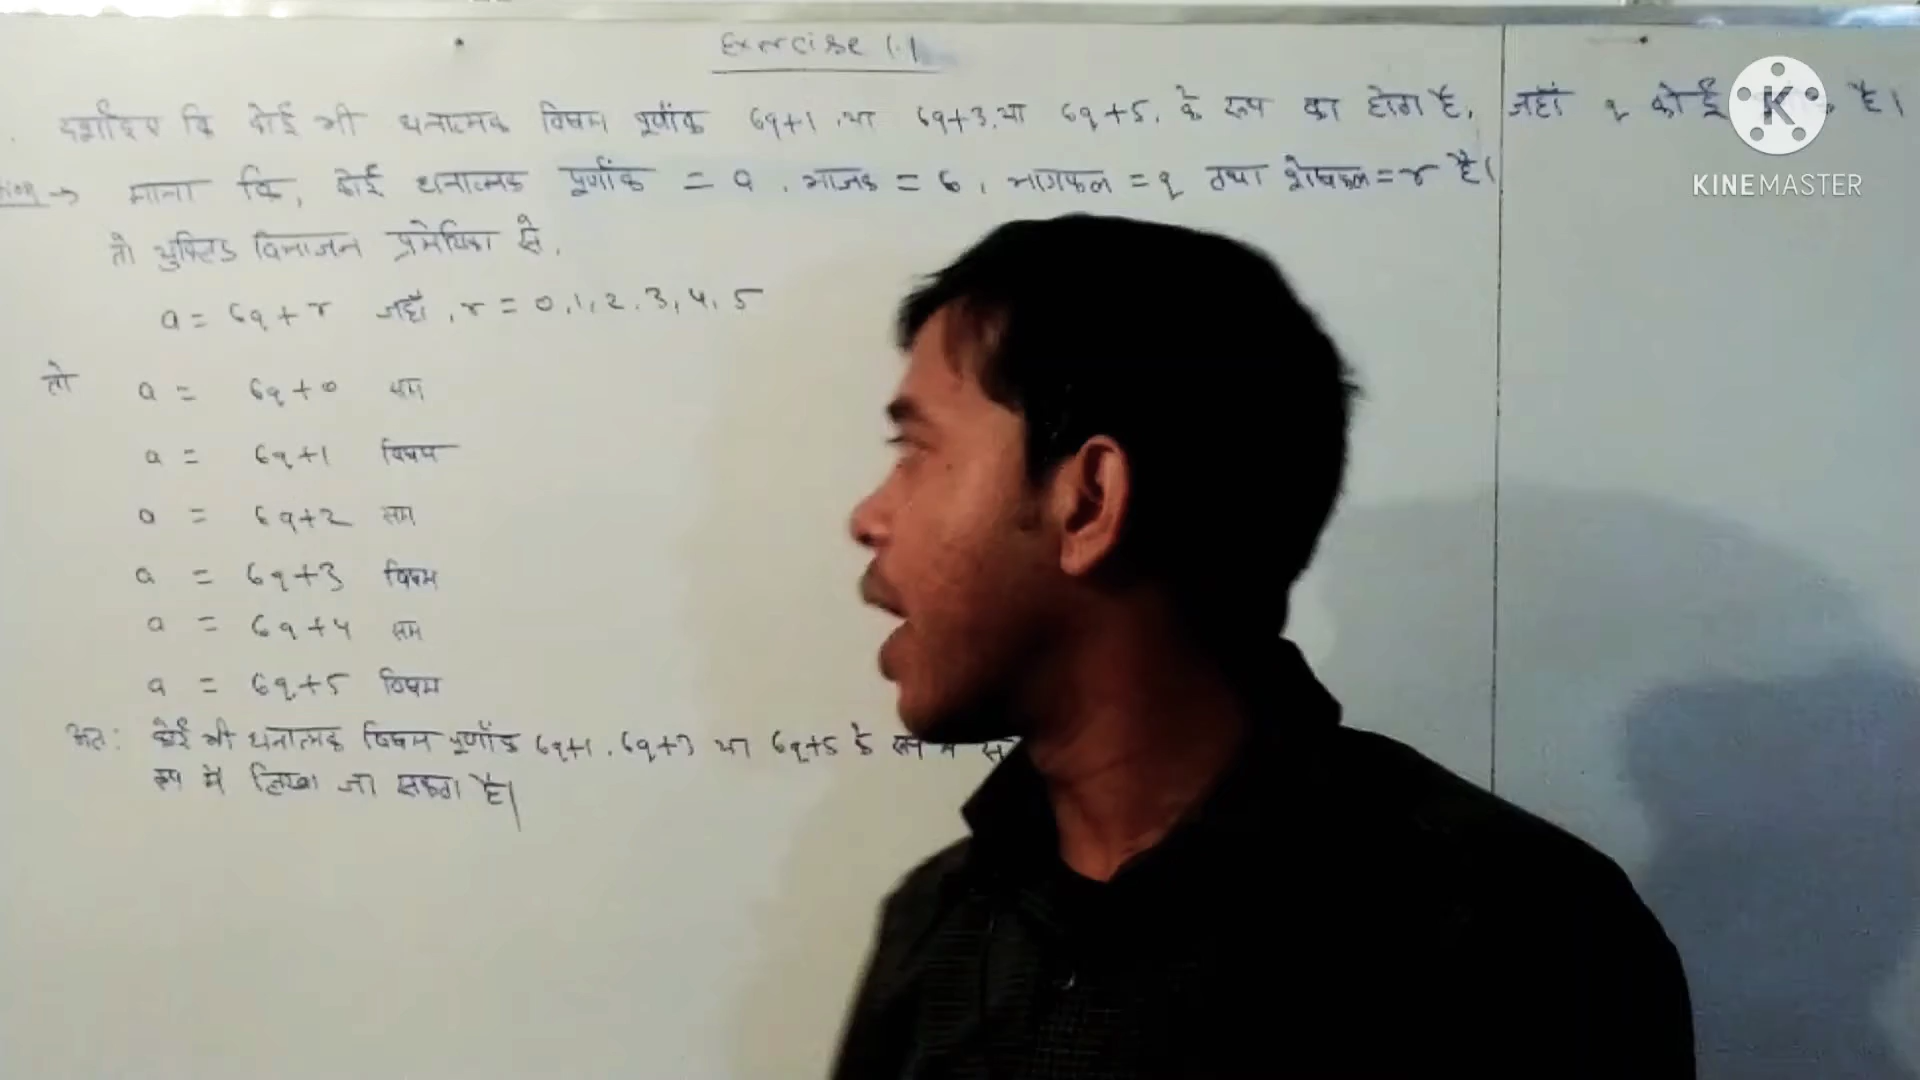 Exercise 1.1
दर्शाइए कि कोई भी धनात्मक विषम पूर्णांक 6q+1, या 6q+3, या 6q+5, के रूप का होता है, जहाँ q कोई है।
→ माना कि, कोई धनात्मक पूर्णांक = a, भाजक = 6, भागफल = q तथा शेषफल = r है।
तो युक्लिड विभाजन प्रमेयिका से,
a = 6q + r जहाँ, r = 0, 1, 2, 3, 4, 5
तो a = 6q+0 सम
a = 6q+1 विषम
a = 6q+2 सम
a = 6q+3 विषम
a = 6q+4 सम
a = 6q+5 विषम
अतः कोई भी धनात्मक विषम पूर्णांक 6q+1, 6q+3 या 6q+5 के
रूप में लिखा जा सकता है।
K
KINEMASTER